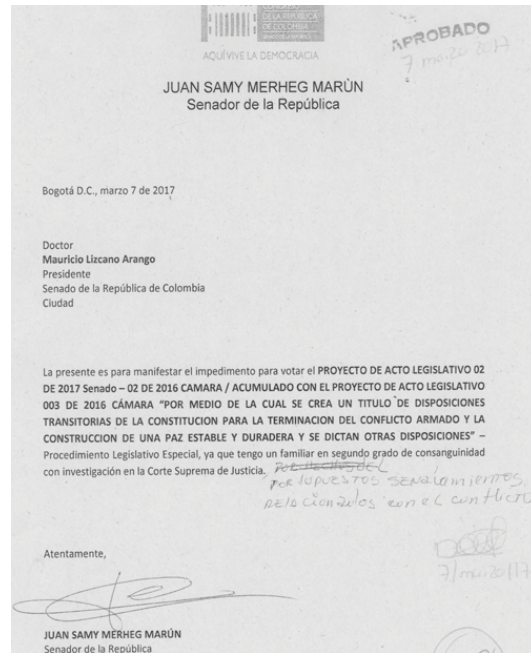 CONGRESO
DE LA REPÚBLICA
DE COLOMBIA
AQUÍ VIVE LA DEMOCRACIA
APROBADO
7 marzo 2017
JUAN SAMY MERHEG MARÙN
Senador de la República
Bogotá D.C., marzo 7 de 2017
Doctor
Mauricio Lizcano Arango
Presidente
Senado de la República de Colombia
Ciudad
La presente es para manifestar el impedimento para votar el PROYECTO DE ACTO LEGISLATIVO 02
DE 2017 Senado – 02 DE 2016 CAMARA / ACUMULADO CON EL PROYECTO DE ACTO LEGISLATIVO
003 DE 2016 CÁMARA “POR MEDIO DE LA CUAL SE CREA UN TITULO DE DISPOSICIONES
TRANSITORIAS DE LA CONSTITUCION PARA LA TERMINACION DEL CONFLICTO ARMADO Y LA
CONSTRUCCION DE UNA PAZ ESTABLE Y DURADERA Y SE DICTAN OTRAS DISPOSICIONES” –
Procedimiento Legislativo Especial, ya que tengo un familiar en segundo grado de consanguinidad
con investigación en la Corte Suprema de Justicia.
POR SUPUESTOS SEÑALamientos
RElacionados con el conflicto
7/marzo/17
Atentamente,
JUAN SAMY MERHEG MARÚN
Senador de la República